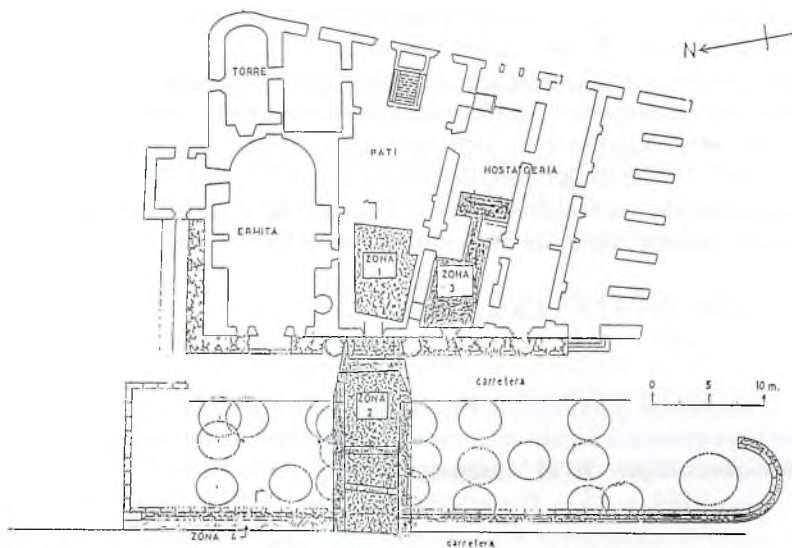 N
TORRE
PATI
HOSTATGERIA
ERMITA
ZONA
1
ZONA
3
carretera
0 5 10 m.
ZONA
2
ZONA 4
carretera